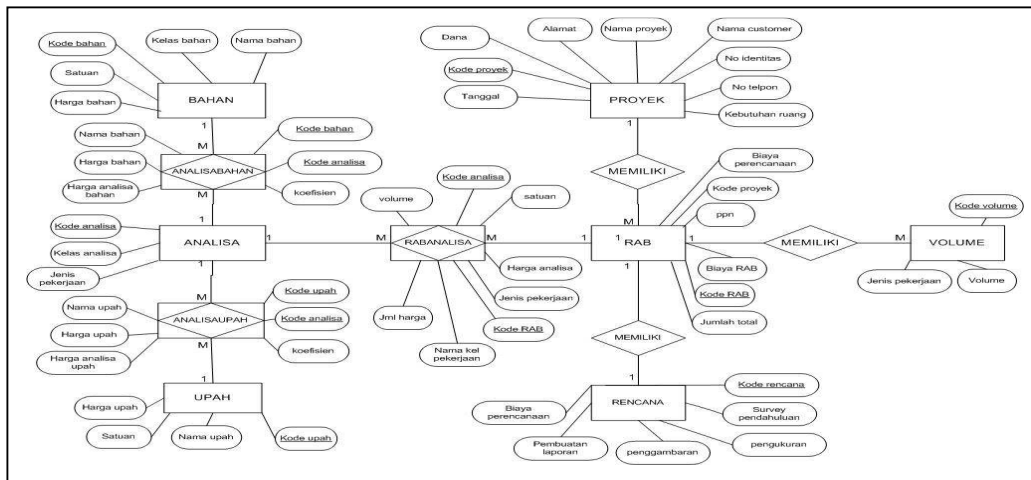 Kode bahan
Kelas bahan
Nama bahan
Satuan
Harga bahan
BAHAN
1
M
Nama bahan
Kode bahan
Harga bahan
ANALISABAHAN
Kode analisa
Harga analisa
bahan
koefisien
M
1
Kode analisa
Kelas analisa
Jenis
pekerjaan
ANALISA
1
1
M
Nama upah
Kode upah
Harga upah
ANALISAUPAH
Kode analisa
Harga analisa
upah
koefisien
M
1
Harga upah
UPAH
Satuan
Nama upah
Kode upah
volume
Kode analisa
satuan
M
RABANALISA
M
Harga analisa
Jenis pekerjaan
Jml harga
Kode RAB
Nama kel
pekerjaan
Dana
Alamat
Nama proyek
Nama customer
Kode proyek
No identitas
Tanggal
PROYEK
No telpon
Kebutuhan ruang
1
MEMILIKI
M
Biaya
perencanaan
Kode proyek
ppn
1
RAB
1
1
Biaya RAB
Kode RAB
Jumlah total
MEMILIKI
M
VOLUME
Kode volume
Jenis pekerjaan
Volume
1
MEMILIKI
1
RENCANA
Biaya
perencanaan
Kode rencana
Survey
pendahuluan
Pembuatan
laporan
penggambaran
pengukuran